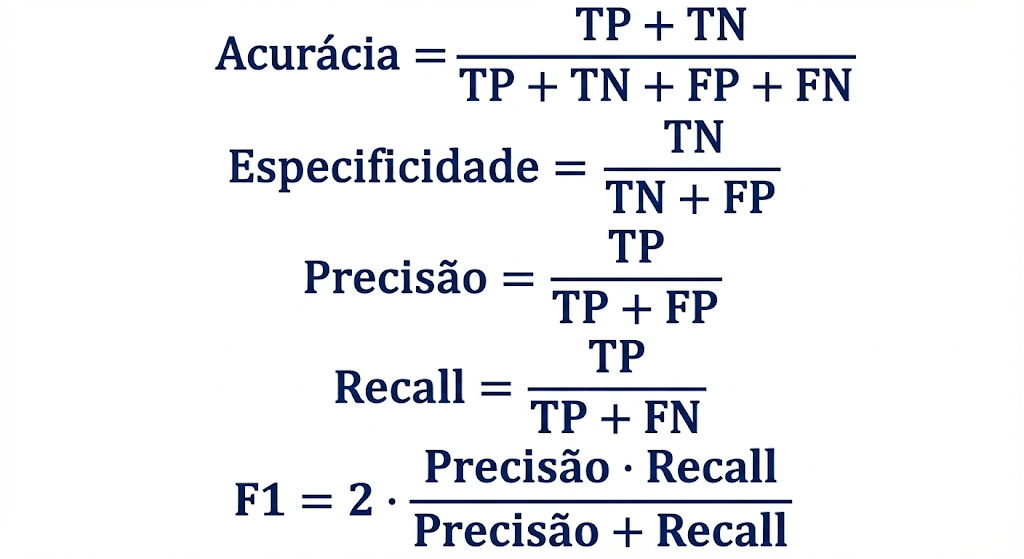 Acurácia = TP + TN / TP + TN + FP + FN
Especificidade = TN / TN + FP
Precisão = TP / TP + FP
Recall = TP / TP + FN
F1 = 2 · Precisão · Recall / Precisão + Recall